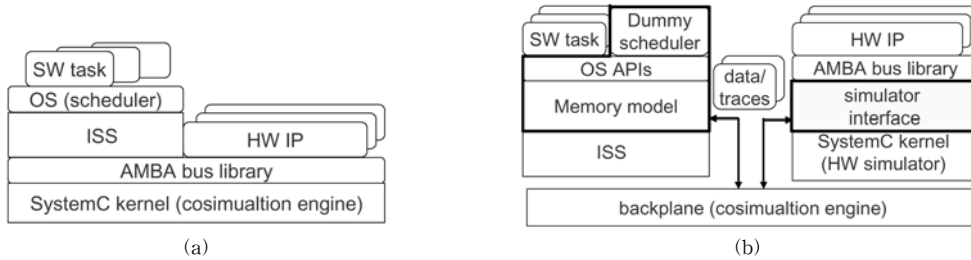 SW task
OS (scheduler)
ISS
HW IP
AMBA bus library
SystemC kernel (cosimualtion engine)
(a)
SW task
Dummy
scheduler
OS APIs
Memory model
ISS
data/
traces
HW IP
AMBA bus library
simulator
interface
SystemC kernel
(HW simulator)
backplane (cosimualtion engine)
(b)